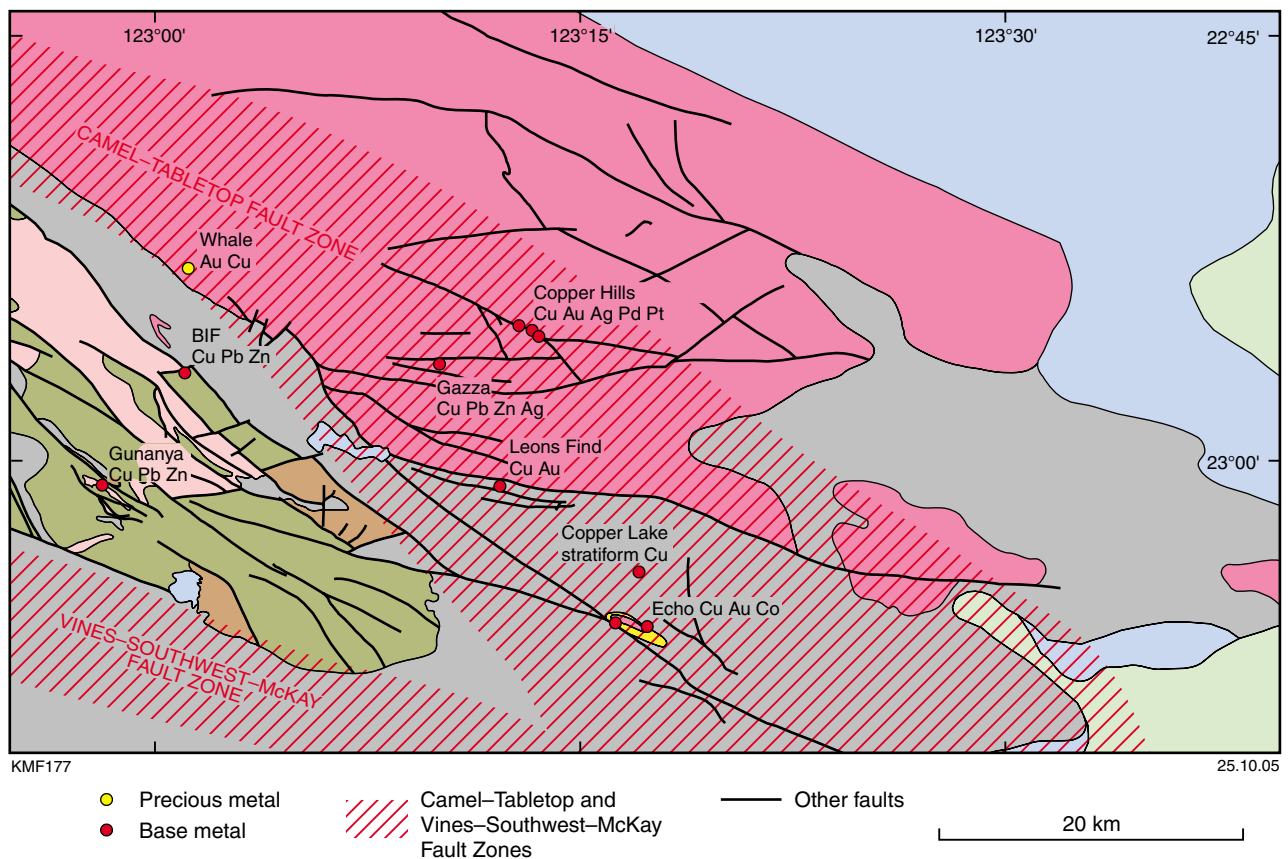 123°00'
123°15'
123°30'
22°45'
CAMEL–TABLETOP FAULT ZONE
Whale
Au Cu
Copper Hills
Cu Au Ag Pd Pt
BIF
Cu Pb Zn
Gazza
Cu Pb Zn Ag
Leons Find
Cu Au
Gunanya
Cu Pb Zn
23°00'
Copper Lake
stratiform Cu
Echo Cu Au Co
VINES–SOUTHWEST–McKAY
FAULT ZONE
KMF177
25.10.05
Precious metal
Base metal
Camel–Tabletop and
Vines–Southwest–McKay
Fault Zones
Other faults
20 km